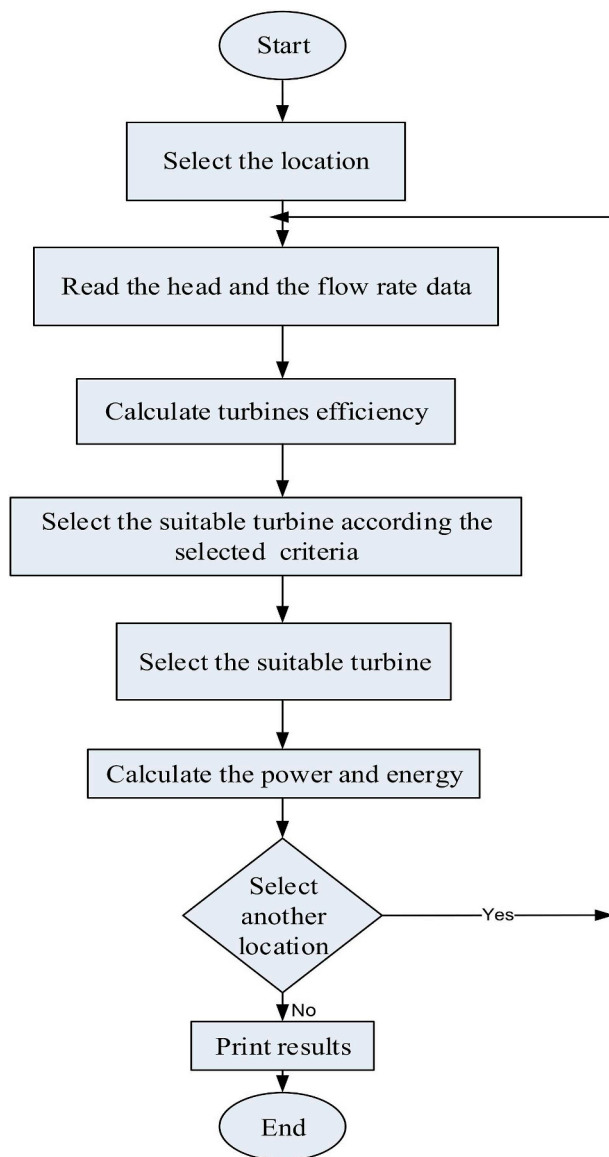 Start
Select the location
Read the head and the flow rate data
Calculate turbines efficiency
Select the suitable turbine according the
selected criteria
Select the suitable turbine
Calculate the power and energy
Select
another
location
Yes
No
Print results
End